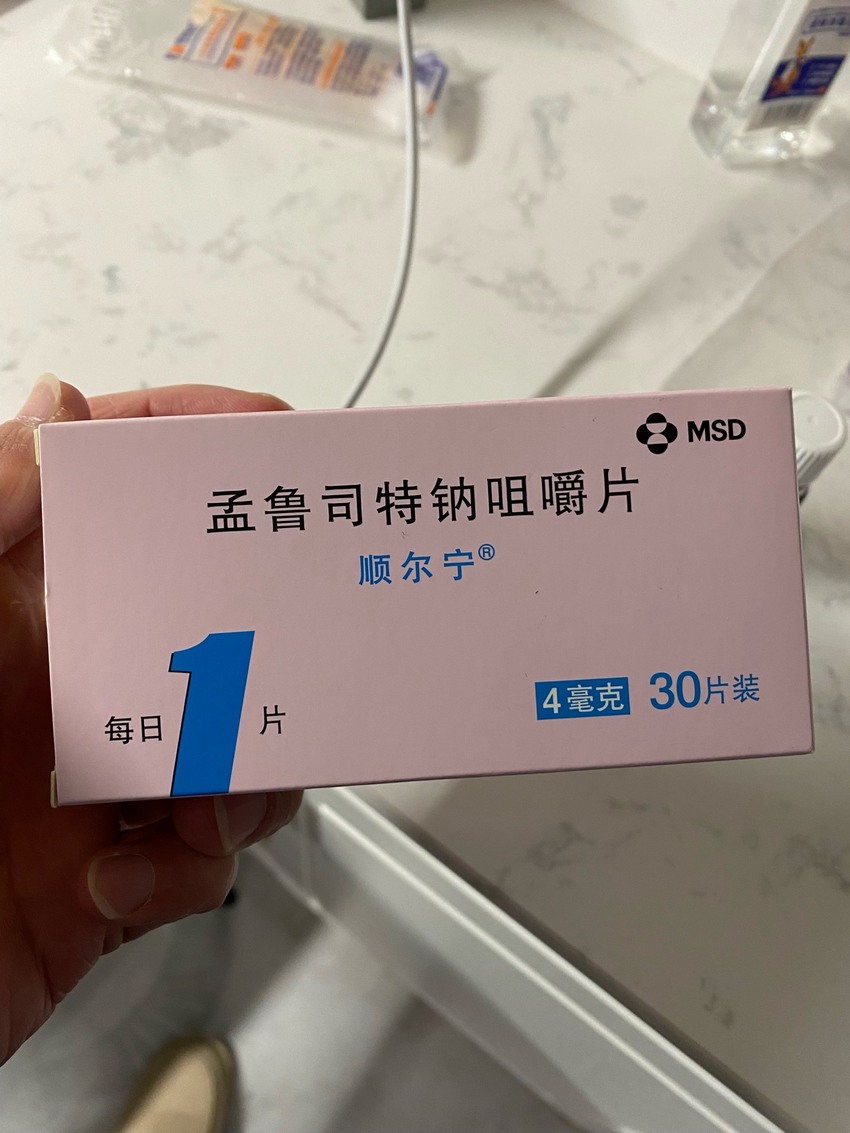 MSD
孟鲁司特钠咀嚼片
顺尔宁®
每日1片
4毫克 30片装